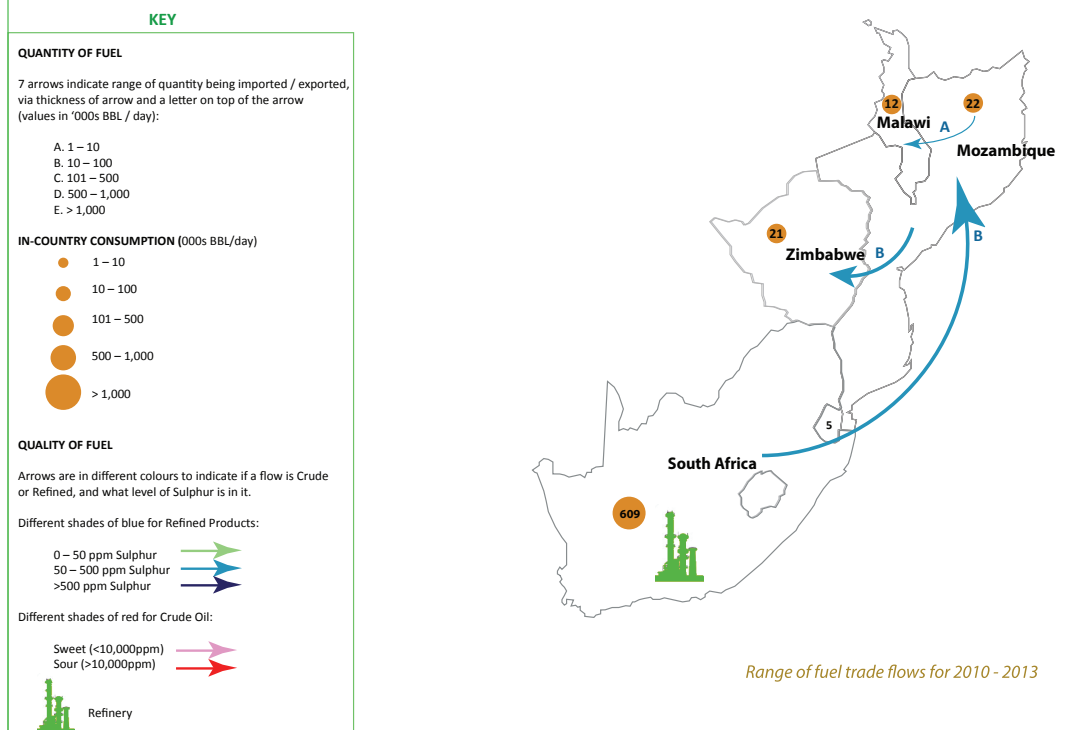 KEY
QUANTITY OF FUEL
7 arrows indicate range of quantity being imported / exported,
via thickness of arrow and a letter on top of the arrow
(values in ‘000s BBL / day):
A. 1 – 10
B. 10 – 100
C. 101 – 500
D. 500 – 1,000
E. > 1,000
IN-COUNTRY CONSUMPTION (000s BBL/day)
1 – 10
10 – 100
101 – 500
500 – 1,000
> 1,000
QUALITY OF FUEL
Arrows are in different colours to indicate if a flow is Crude
or Refined, and what level of Sulphur is in it.
Different shades of blue for Refined Products:
0 – 50 ppm Sulphur
50 – 500 ppm Sulphur
>500 ppm Sulphur
Different shades of red for Crude Oil:
Sweet (<10,000ppm)
Sour (>10,000ppm)
Refinery
12
22
Malawi
A
Mozambique
21
Zimbabwe
B
B
5
South Africa
609
Range of fuel trade flows for 2010 - 2013